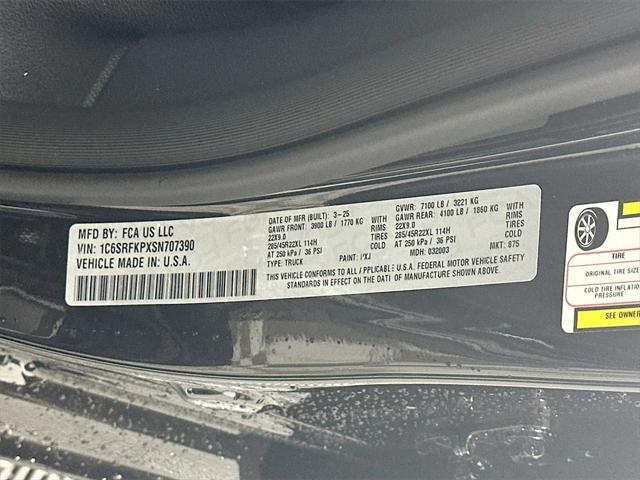 MFD BY: FCA US LLC
VIN: 1C6SRFKPXSN707390
VEHICLE MADE IN: U.S.A.
DATE OF MFR (BUILT): 3-25
GAWR FRONT: 3900 LB / 1770 KG WITH
22X9.0 RIMS
285/45R22XL 114H TIRES
AT 250 kPa / 36 PSI COLD
TYPE: TRUCK PAINT: PXJ
GVWR: 7100 LB / 3221 KG
GAWR REAR: 4100 LB / 1860 KG WITH
22X9.0 RIMS
285/45R22XL 114H TIRES
AT 250 kPa / 36 PSI COLD
MDH: 032003 MKT: 875
VEHICLE CONFORMS TO ALL APPLICABLE U.S.A. FEDERAL MOTOR VEHICLE SAFETY
STANDARDS IN EFFECT ON THE DATE OF MANUFACTURE SHOWN ABOVE.
TIRE
ORIGINAL TIRE SIZE
COLD TIRE INFLATION
PRESSURE
SEE OWNER